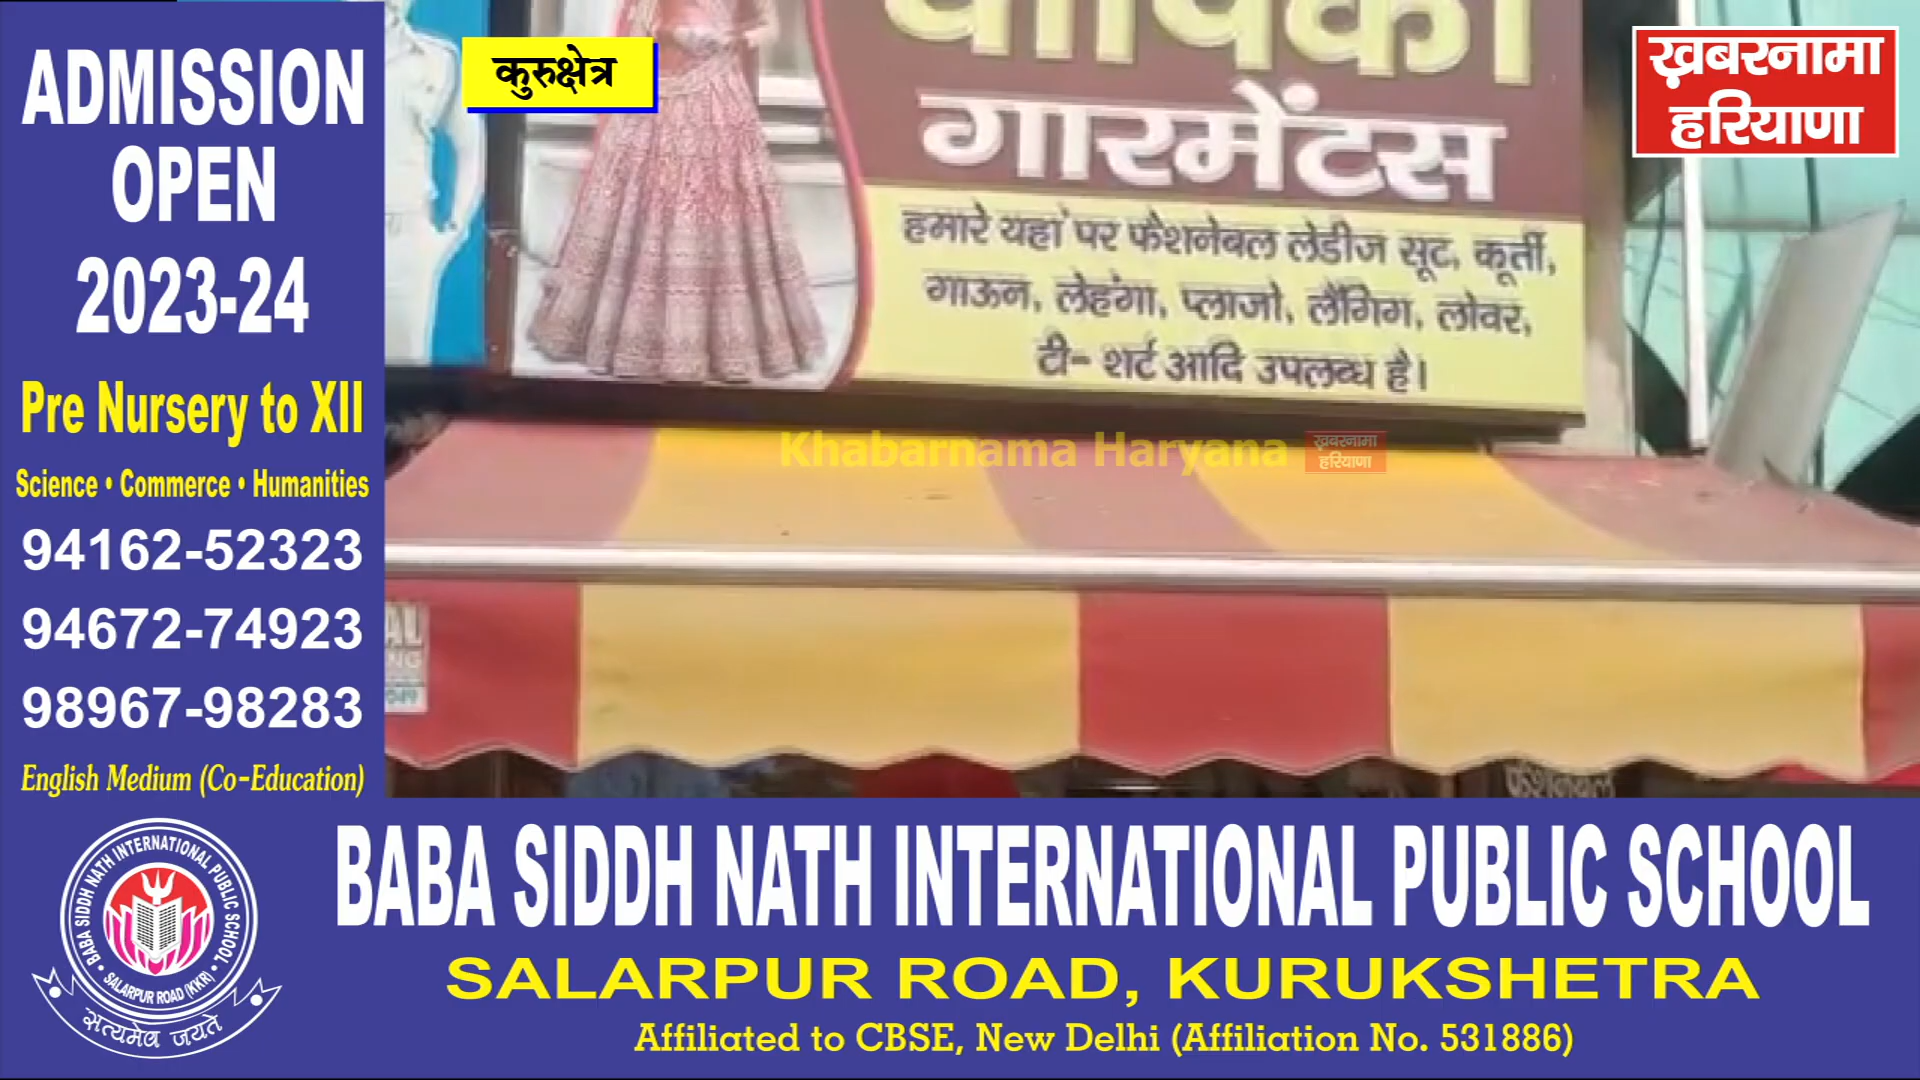 ADMISSION
OPEN
2023-24
Pre Nursery to XII
Science • Commerce • Humanities
94162-52323
94672-74923
98967-98283
English Medium (Co-Education)
कुरुक्षेत्र
गारमेंटस
हमारे यहां पर फैशनेबल लेडीज सूट, कूर्ती,
गाऊन, लेहंगा, प्लाजो, लैगिग, लोवर,
टी- शर्ट आदि उपलब्ध है।
ख़बरनामा
हरियाणा
Khabarnama Haryana
ख़बरनामा
हरियाणा
BABA SIDDH NATH INTERNATIONAL PUBLIC SCHOOL
SALARPUR ROAD, KURUKSHETRA
Affiliated to CBSE, New Delhi (Affiliation No. 531886)
BABA SIDDH NATH INTERNATIONAL PUBLIC SCHOOL
SALARPUR ROAD (KKR)
सत्यमेव जयते